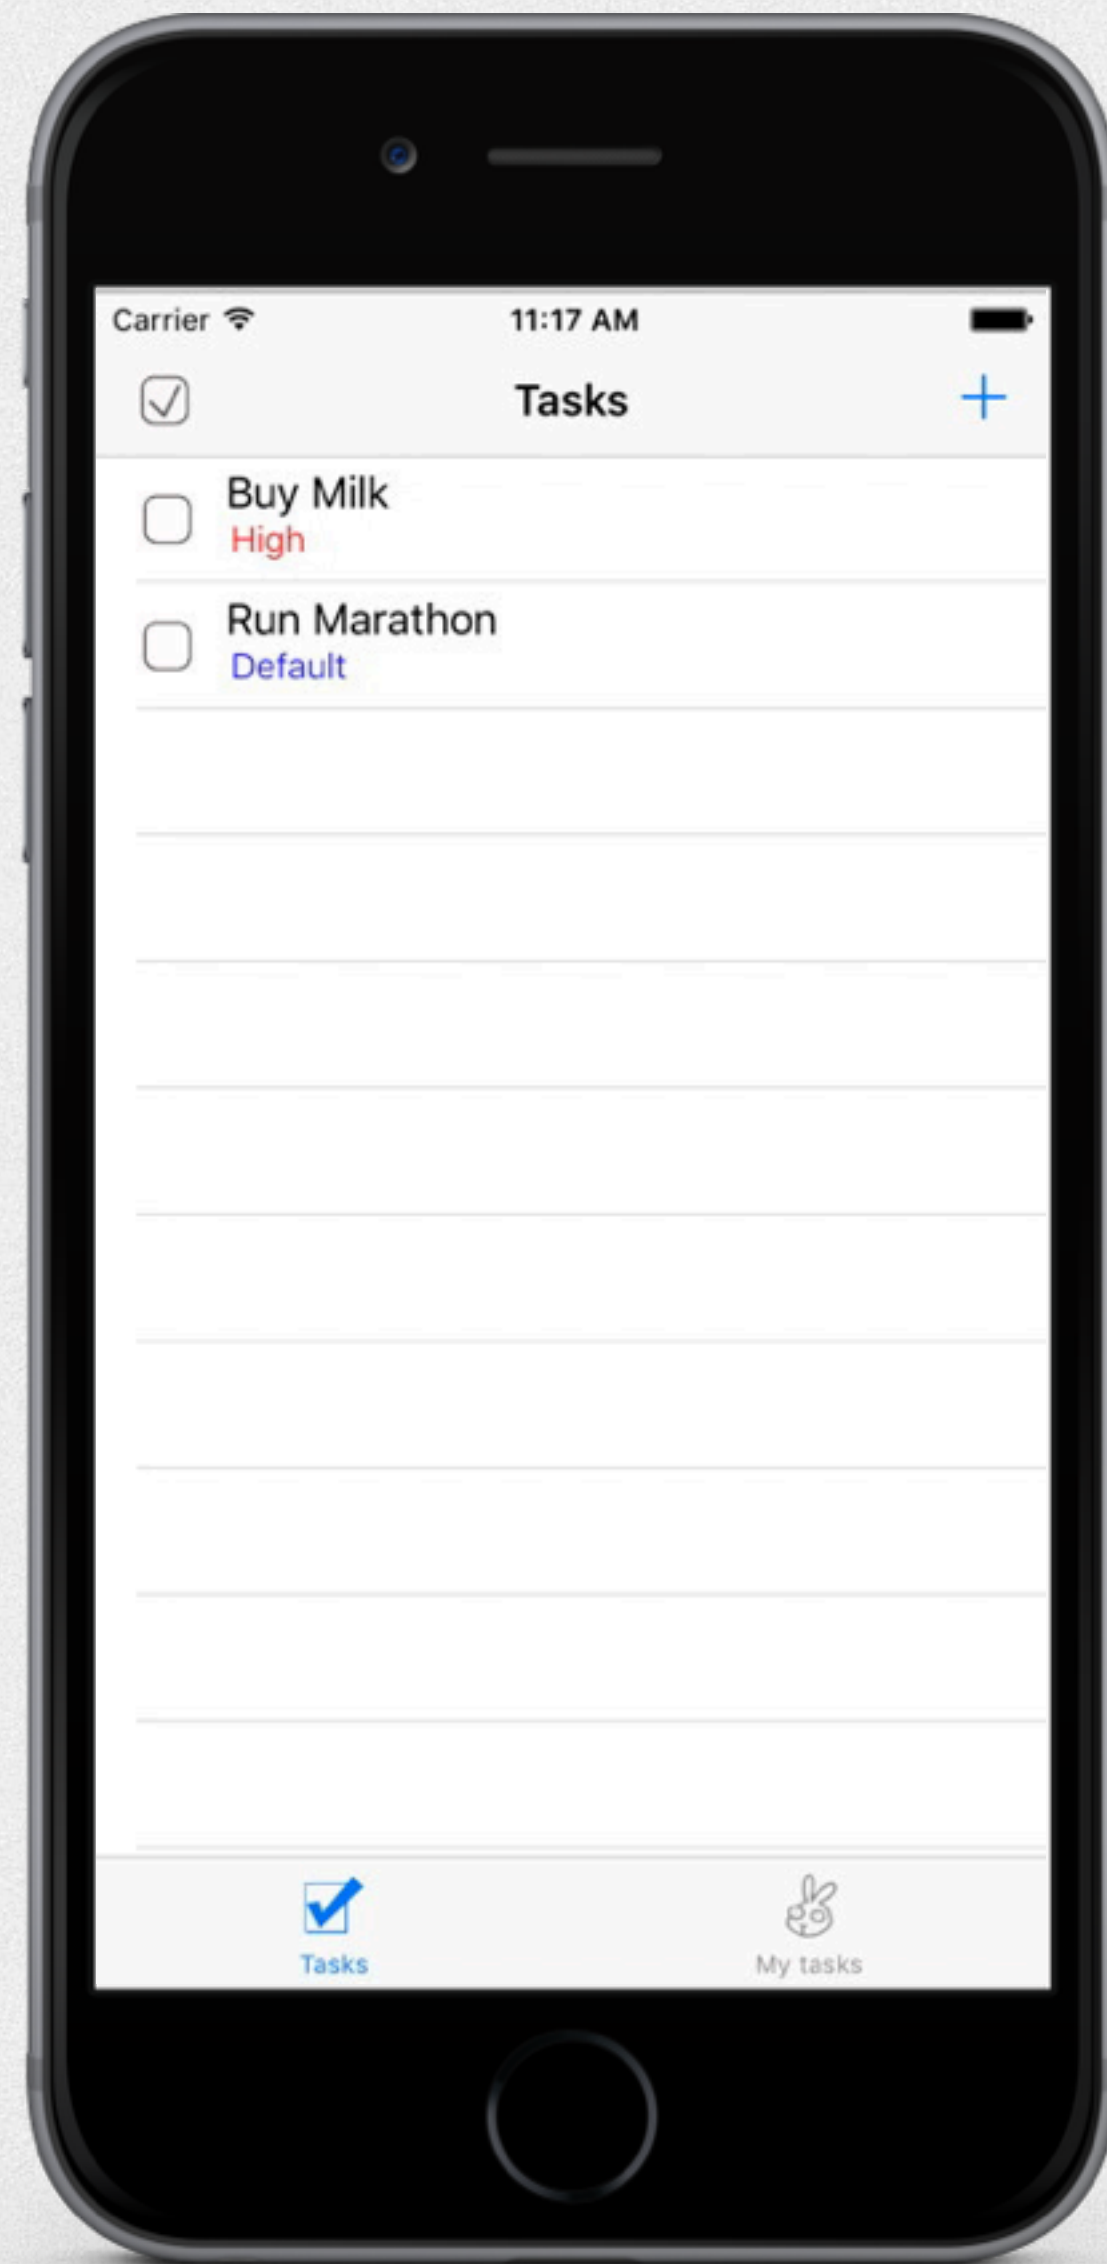 Carrier
11:17 AM
Tasks
Buy Milk
High
Run Marathon
Default
Tasks
My tasks